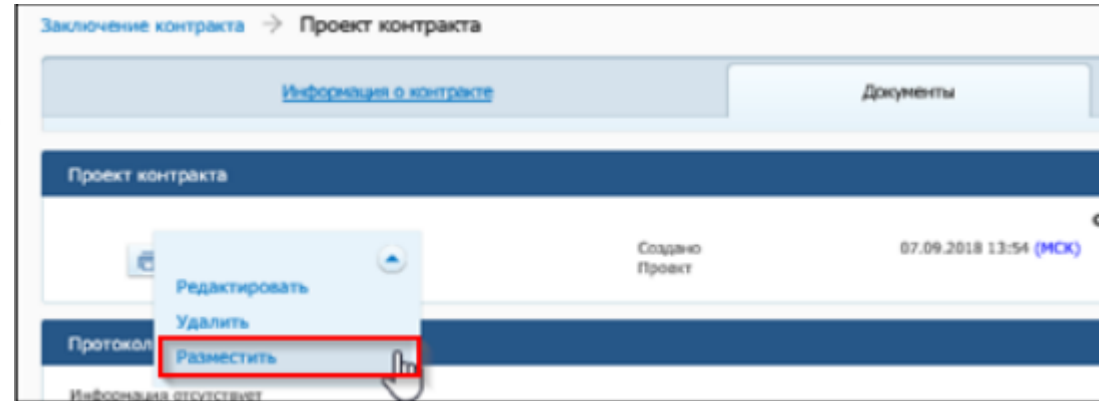 Заключение контракта → Проект контракта
Информация о контракте Документы
Проект контракта
Создано 07.09.2018 13:54 (МСК)
Проект
Редактировать
Удалить
Протокол
Разместить
Информация отсутствует